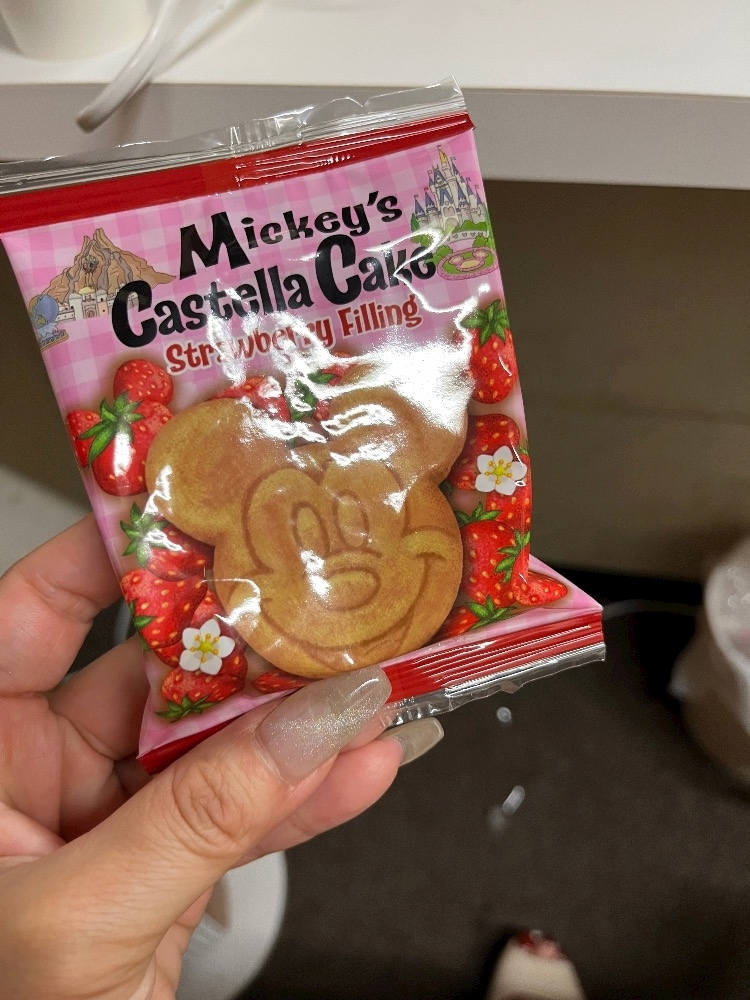 Mickey's
Castella Cake
Strawberry Filling